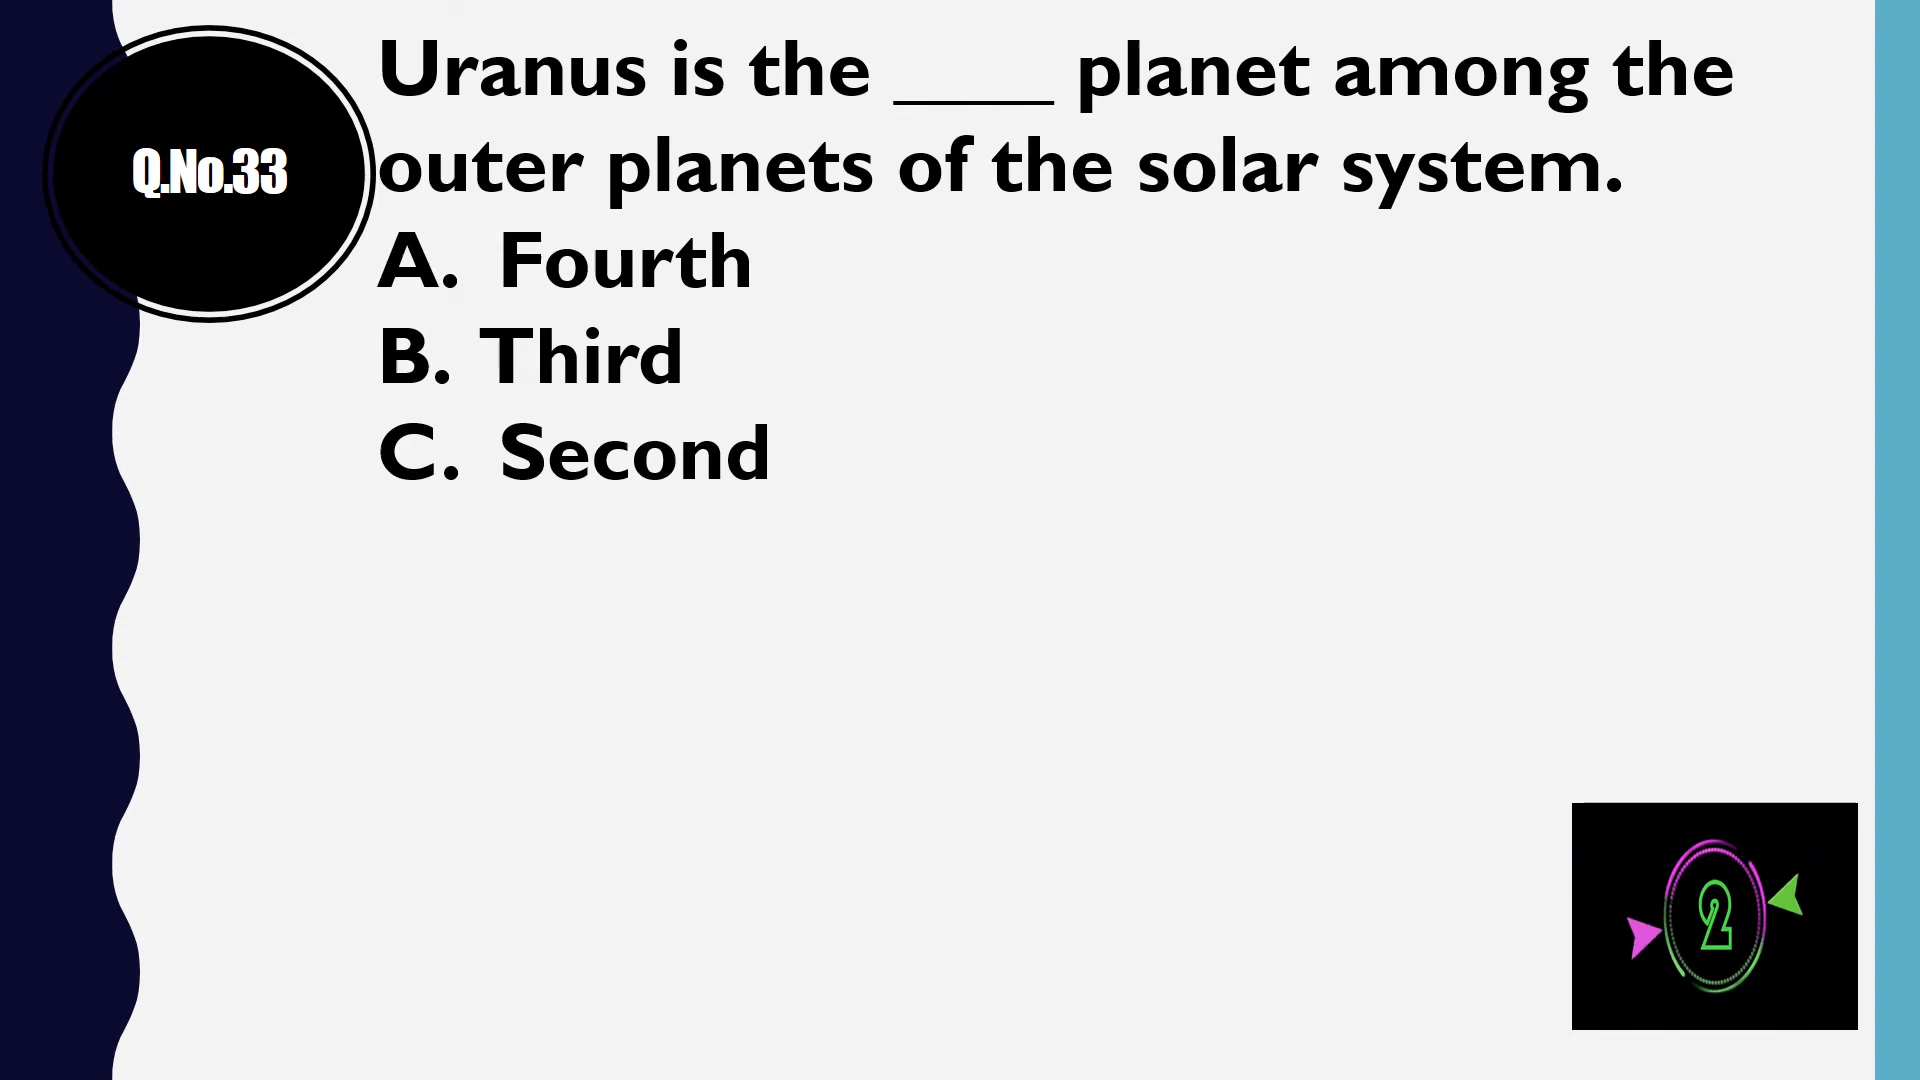 Q.No.33
Uranus is the ____ planet among the
outer planets of the solar system.
A. Fourth
B. Third
C. Second
2